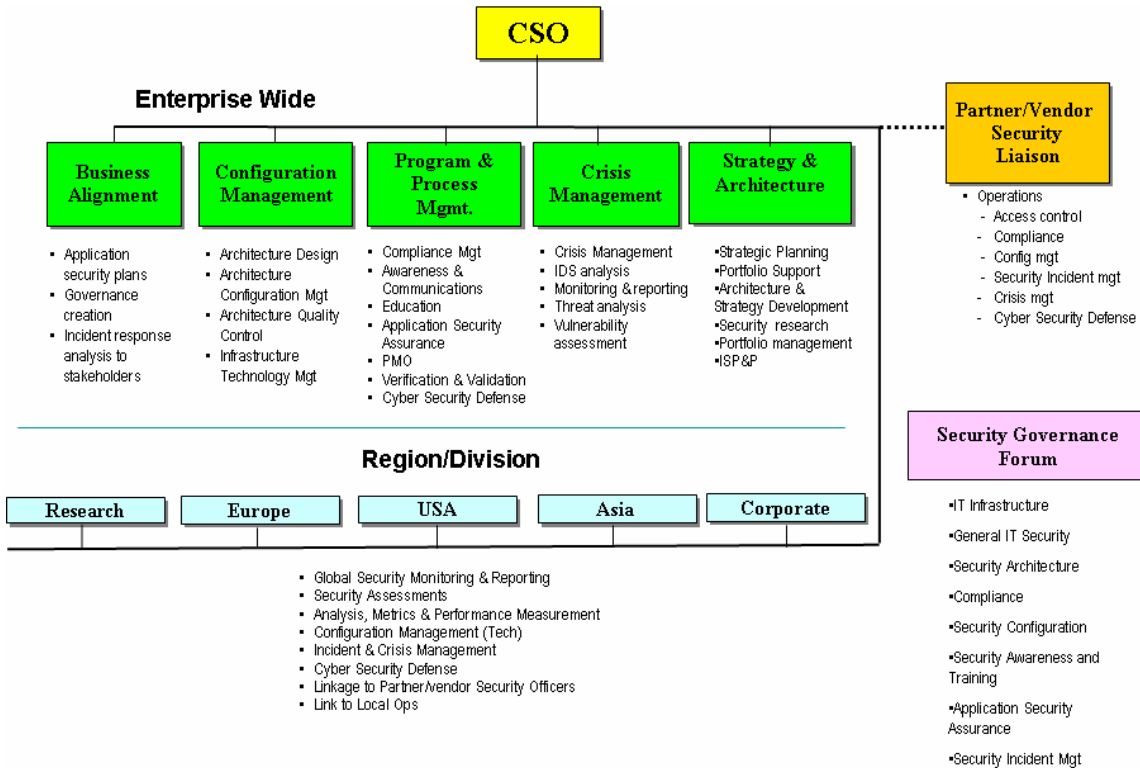 CSO
Enterprise Wide
Partner/Vendor
Security
Liaison
▪ Operations
- Access control
- Compliance
- Config mgt
- Security Incident mgt
- Crisis mgt
- Cyber Security Defense
Business
Alignment
▪ Application
security plans
▪ Governance
creation
▪ Incident response
analysis to
stakeholders
Configuration
Management
▪ Architecture Design
▪ Architecture
Configuration Mgt
▪ Architecture Quality
Control
▪ Infrastructure
Technology Mgt
Program &
Process
Mgmt.
▪ Compliance Mgt
▪ Awareness &
Communications
▪ Education
▪ Application Security
Assurance
▪ PMO
▪ Verification & Validation
▪ Cyber Security Defense
Crisis
Management
▪ Crisis Management
▪ IDS analysis
▪ Monitoring & reporting
▪ Threat analysis
▪ Vulnerability
assessment
Strategy &
Architecture
▪Strategic Planning
▪Portfolio Support
▪Architecture &
Strategy Development
▪Security research
▪Portfolio management
▪ISP&P
Region/Division
Research
Europe
USA
Asia
Corporate
▪ Global Security Monitoring & Reporting
▪ Security Assessments
▪ Analysis, Metrics & Performance Measurement
▪ Configuration Management (Tech)
▪ Incident & Crisis Management
▪ Cyber Security Defense
▪ Linkage to Partner/vendor Security Officers
▪ Link to Local Ops
Security Governance
Forum
▪IT Infrastructure
▪General IT Security
▪Security Architecture
▪Compliance
▪Security Configuration
▪Security Awareness and
Training
▪Application Security
Assurance
▪Security Incident Mgt